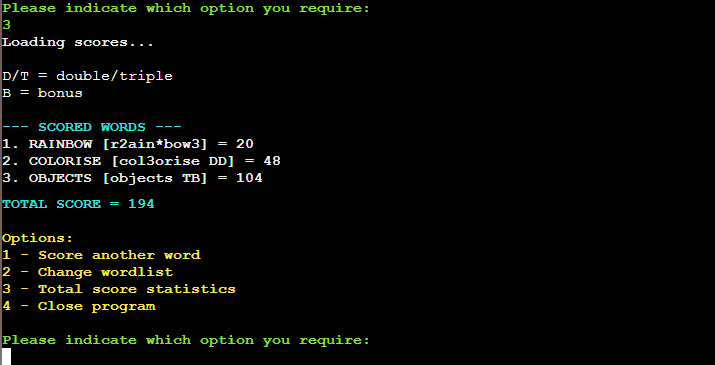 Please indicate which option you require:
3
Loading scores...
D/T = double/triple
B = bonus
--- SCORED WORDS ---
1. RAINBOW [r2ain*bow3] = 20
2. COLORISE [col3orise DD] = 48
3. OBJECTS [objects TB] = 104
TOTAL SCORE = 194
Options:
1 - Score another word
2 - Change wordlist
3 - Total score statistics
4 - Close program
Please indicate which option you require: